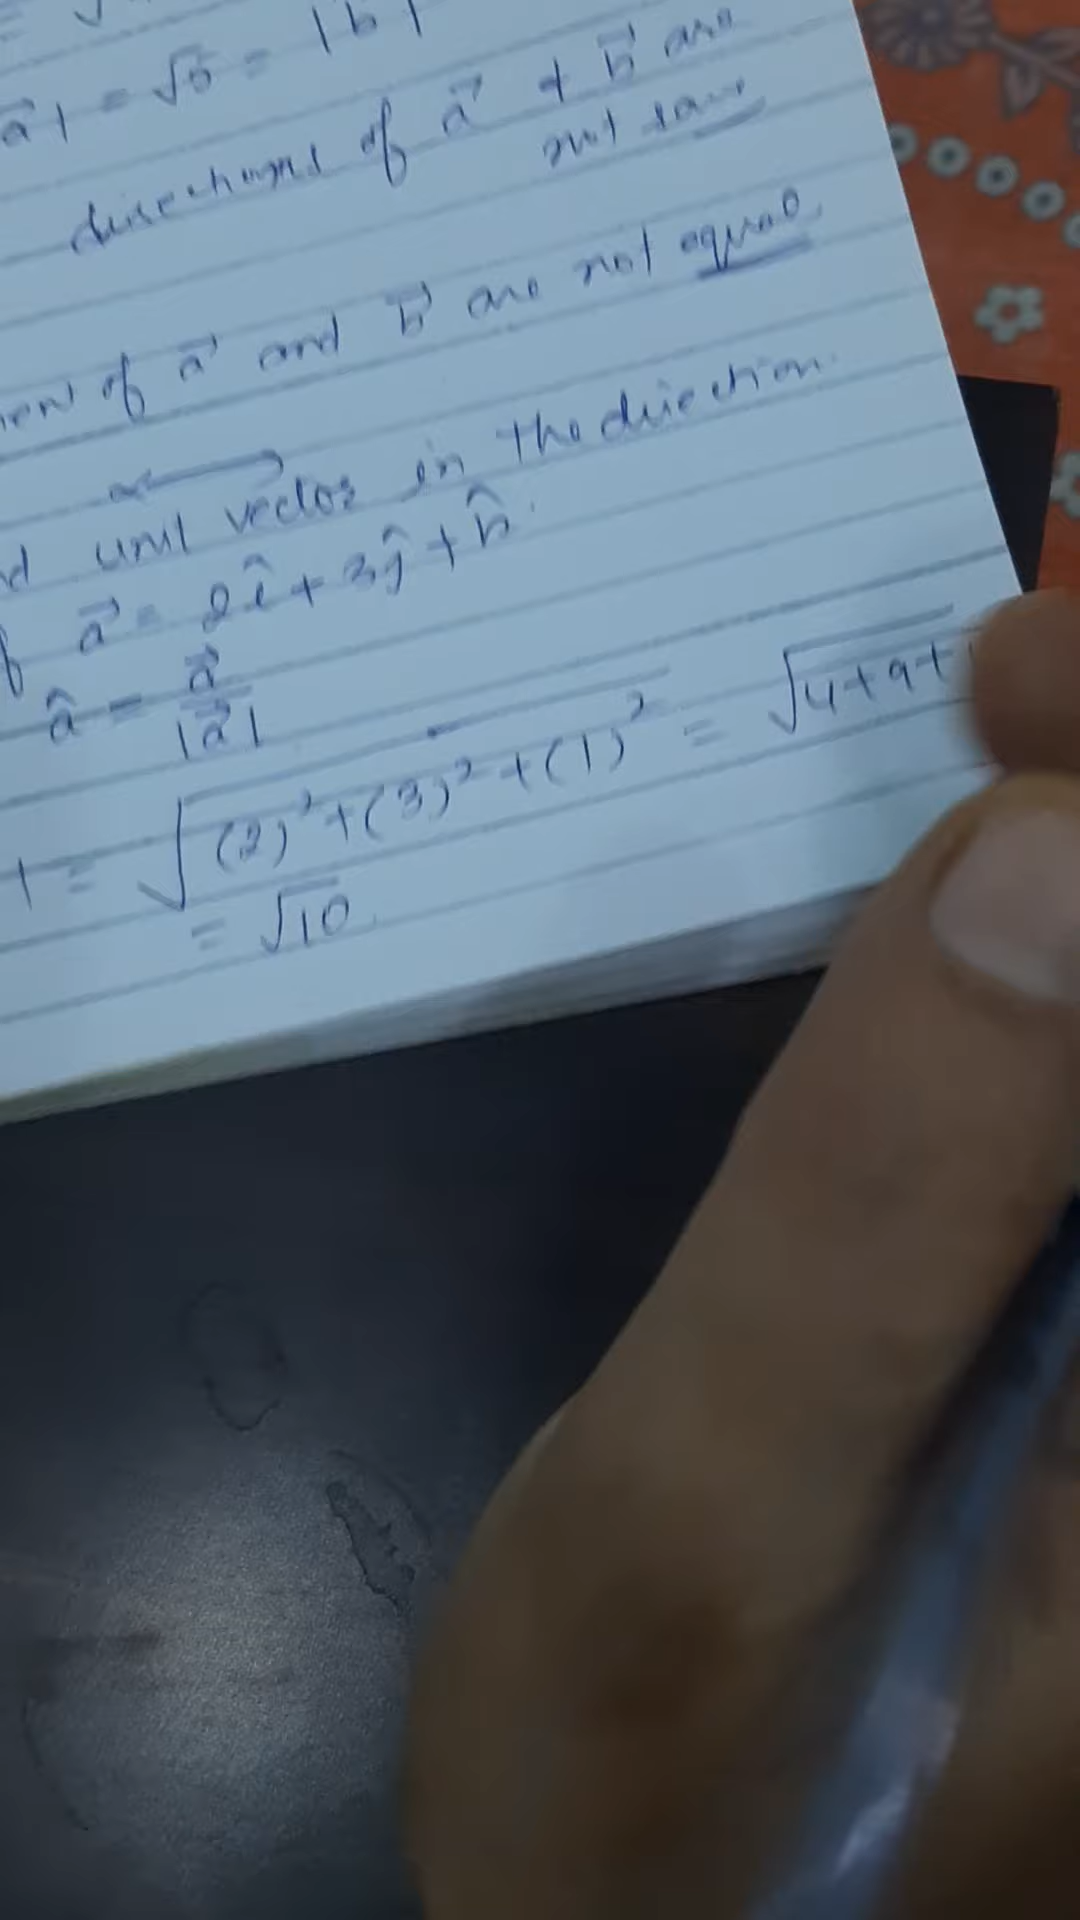 |b|
a⃗| = √5 =
directions of a⃗ + b⃗ are
not same
of a⃗ and b⃗ are not equal
unit vector in the direction
a⃗ = 2î + 3ĵ + k̂.
â = a⃗/|a⃗|
| = √(2)² + (3)² + (1)² = √4+9+
= √10